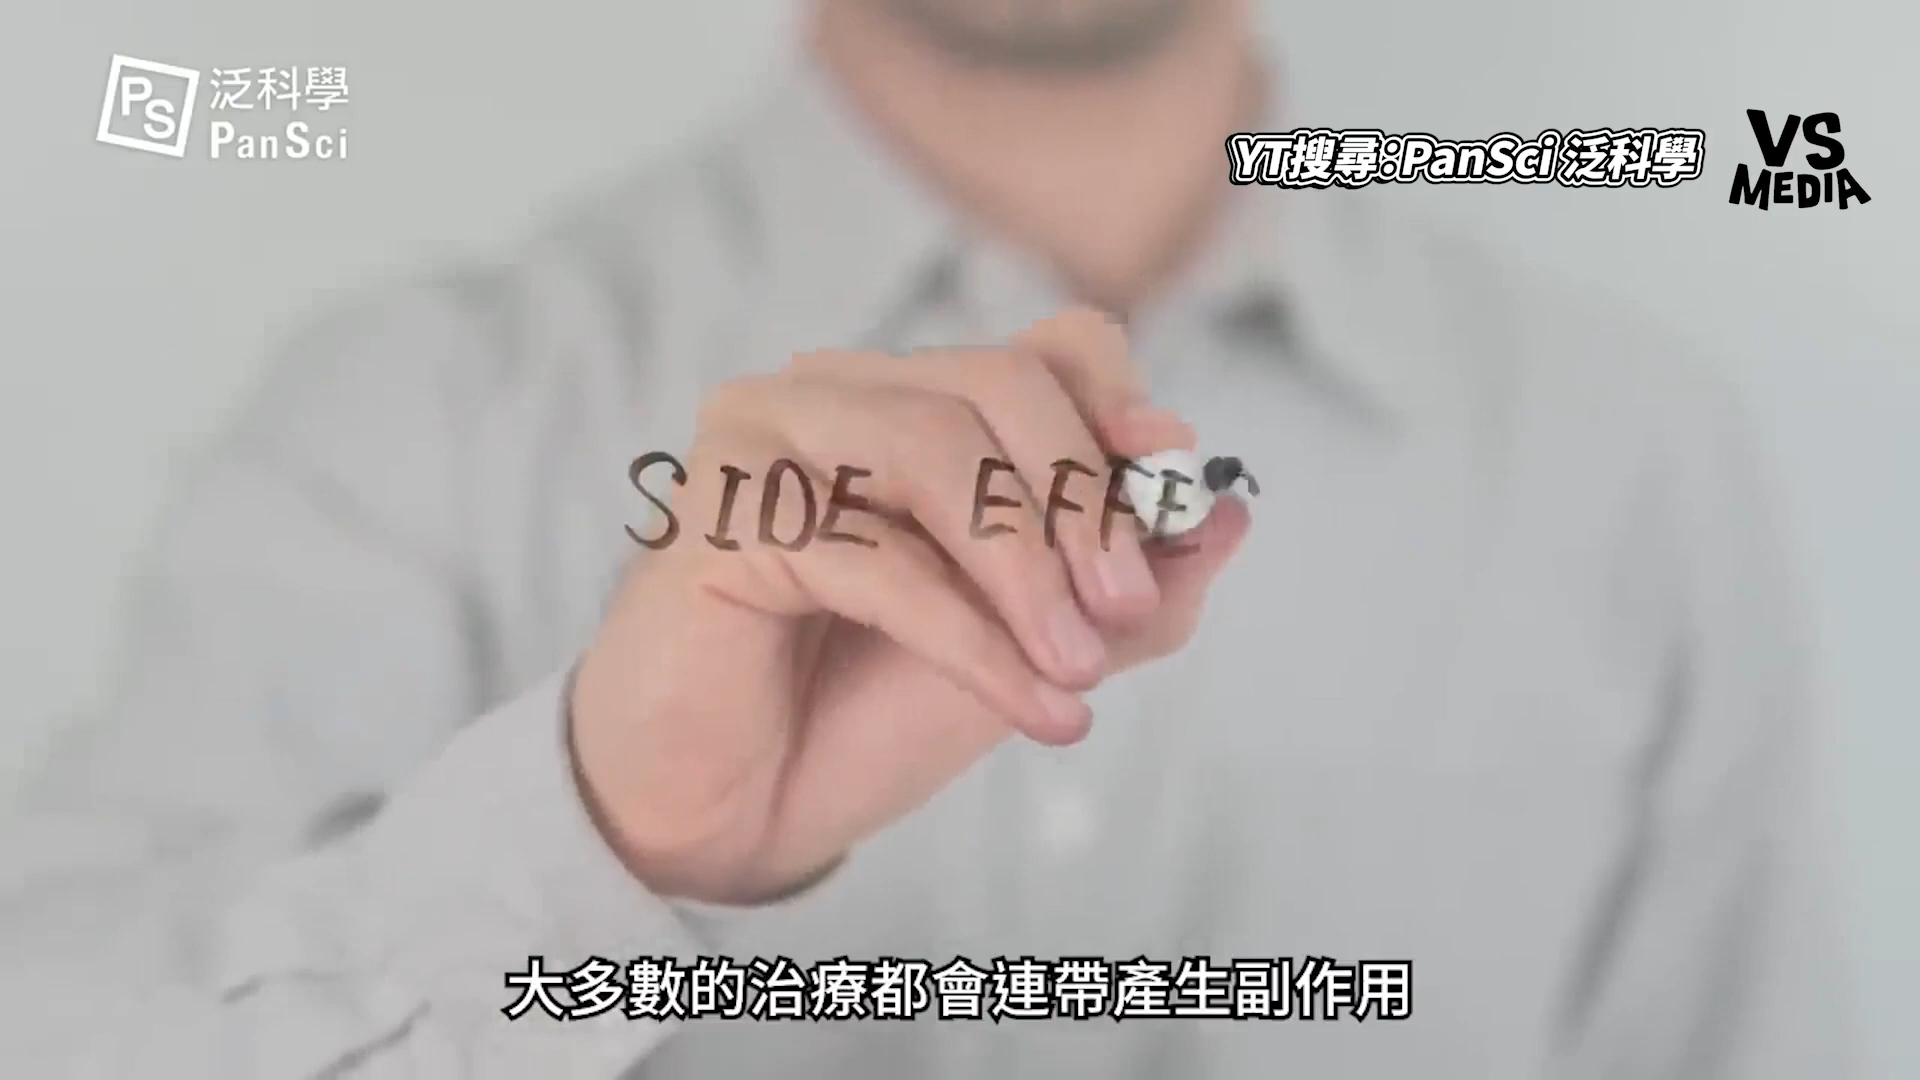 PS 泛科學
PanSci
YT搜尋:PanSci 泛科學
VS
MEDIA
SIDE EFFE
大多數的治療都會連帶產生副作用